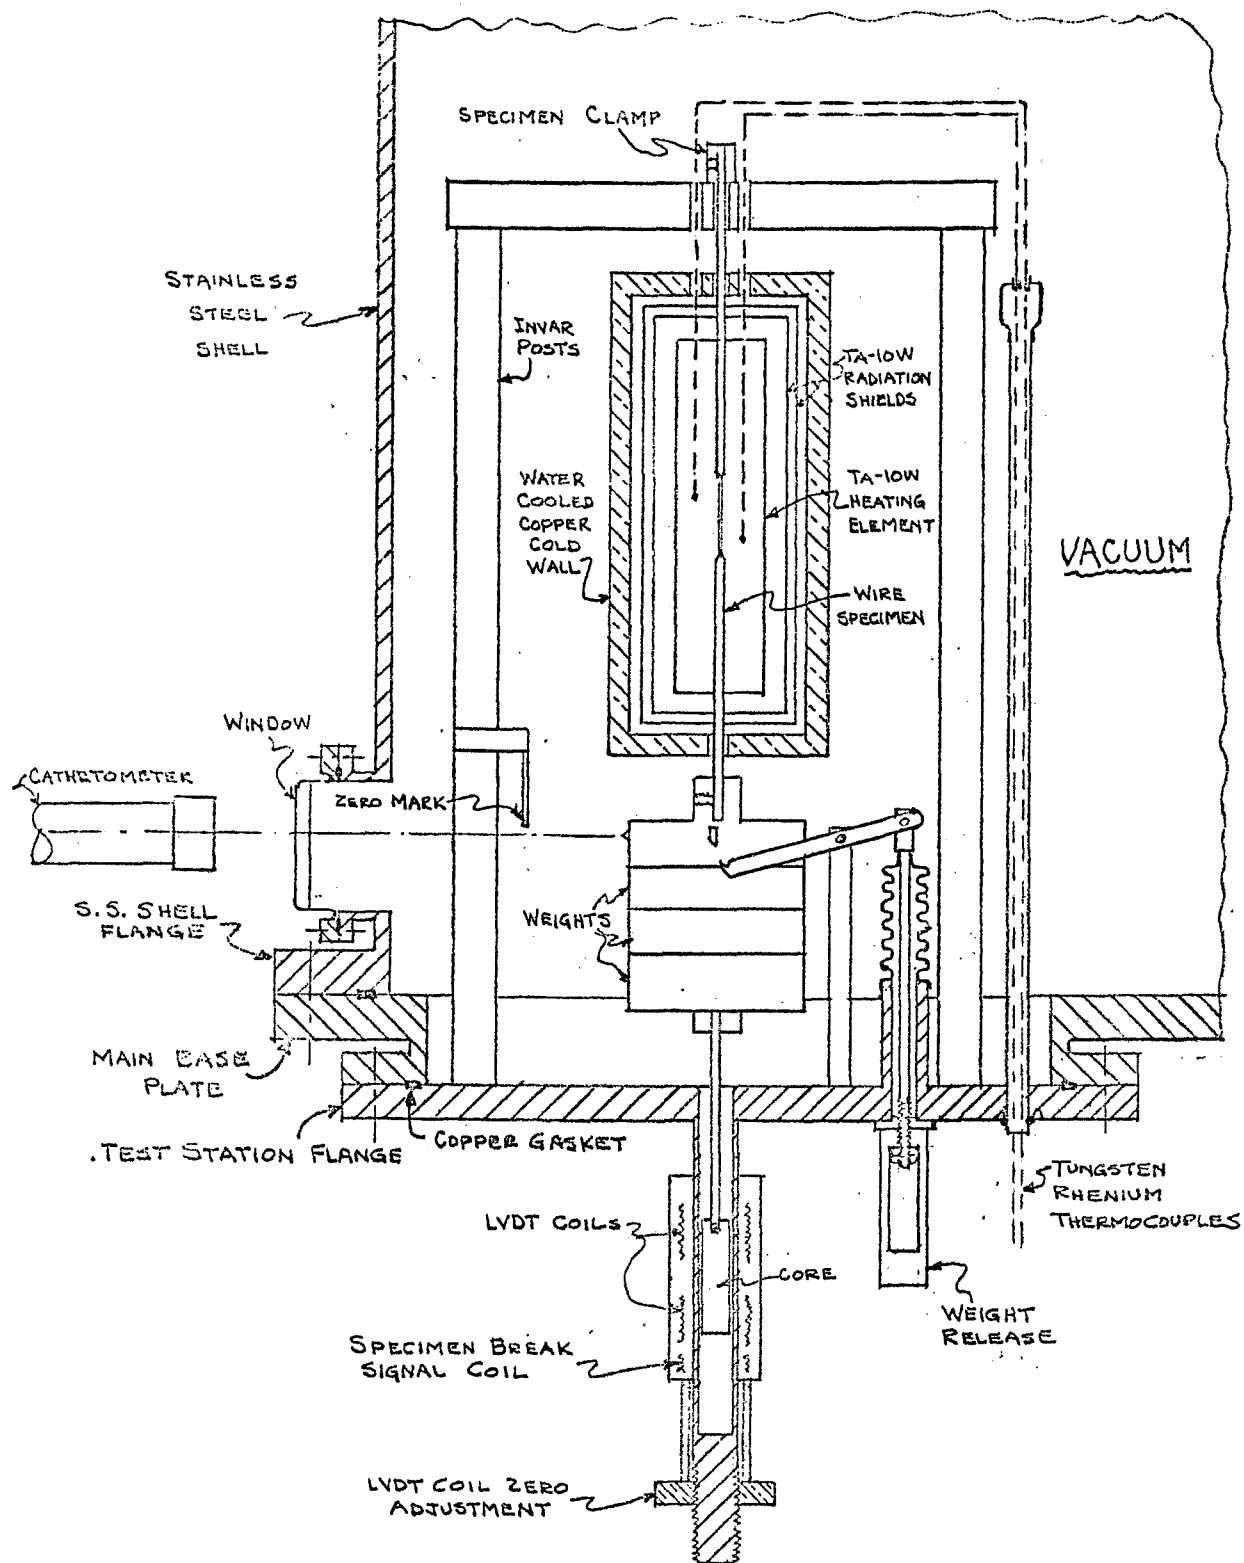 SPECIMEN CLAMP
STAINLESS
STEEL
SHELL
INVAR
POSTS
TA-10W
RADIATION
SHIELDS
WATER
COOLED
COPPER
COLD
WALL
TA-10W
HEATING
ELEMENT
VACUUM
WIRE
SPECIMEN
WINDOW
CATHETOMETER
ZERO MARK
S.S. SHELL
FLANGE
WEIGHTS
MAIN BASE
PLATE
TEST STATION FLANGE
COPPER GASKET
TUNGSTEN
RHENIUM
THERMOCOUPLES
LVDT COILS
CORE
WEIGHT
RELEASE
SPECIMEN BREAK
SIGNAL COIL
LVDT COIL ZERO
ADJUSTMENT